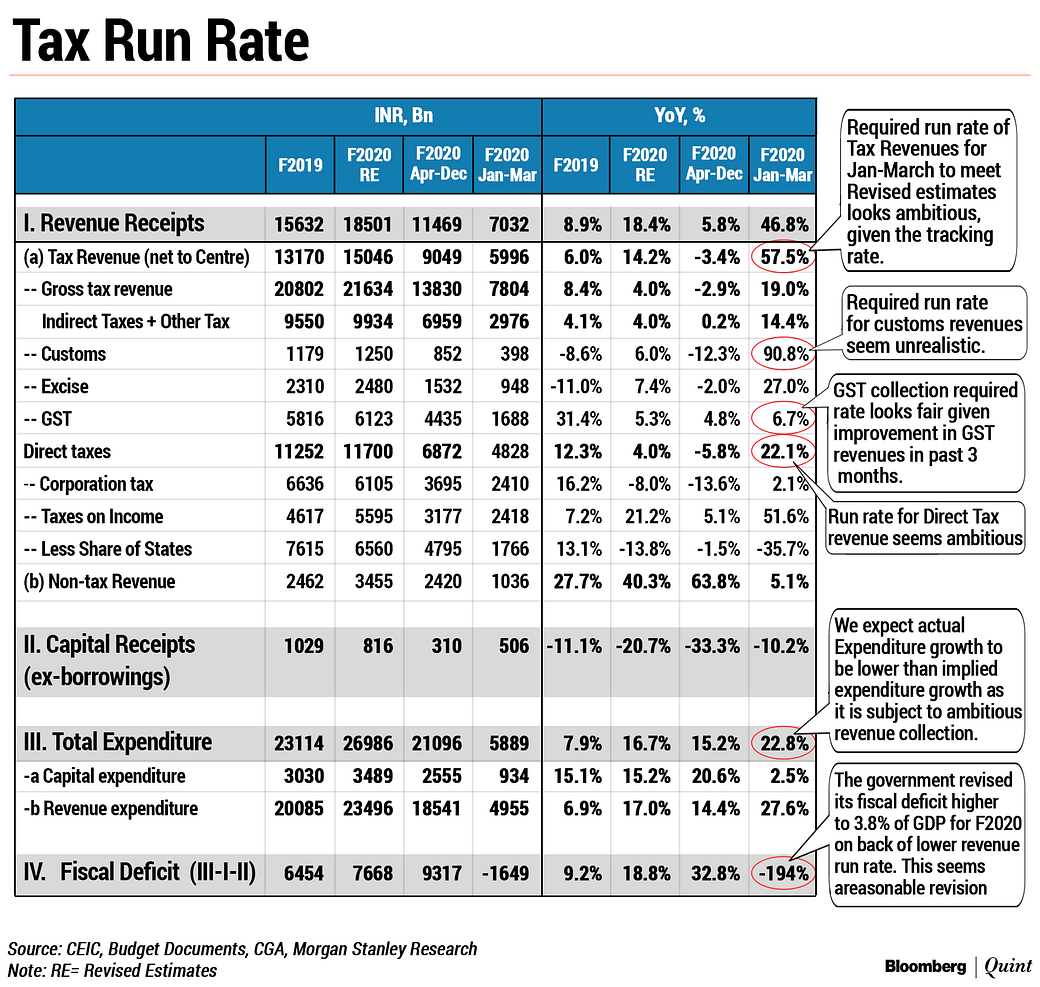 Tax Run Rate
INR, Bn YoY, %
F2019 F2020 RE F2020 Apr-Dec F2020 Jan-Mar F2019 F2020 RE F2020 Apr-Dec F2020 Jan-Mar
I. Revenue Receipts 15632 18501 11469 7032 8.9% 18.4% 5.8% 46.8%
(a) Tax Revenue (net to Centre) 13170 15046 9049 5996 6.0% 14.2% -3.4% 57.5%
-- Gross tax revenue 20802 21634 13830 7804 8.4% 4.0% -2.9% 19.0%
Indirect Taxes + Other Tax 9550 9934 6959 2976 4.1% 4.0% 0.2% 14.4%
-- Customs 1179 1250 852 398 -8.6% 6.0% -12.3% 90.8%
-- Excise 2310 2480 1532 948 -11.0% 7.4% -2.0% 27.0%
-- GST 5816 6123 4435 1688 31.4% 5.3% 4.8% 6.7%
Direct taxes 11252 11700 6872 4828 12.3% 4.0% -5.8% 22.1%
-- Corporation tax 6636 6105 3695 2410 16.2% -8.0% -13.6% 2.1%
-- Taxes on Income 4617 5595 3177 2418 7.2% 21.2% 5.1% 51.6%
-- Less Share of States 7615 6560 4795 1766 13.1% -13.8% -1.5% -35.7%
(b) Non-tax Revenue 2462 3455 2420 1036 27.7% 40.3% 63.8% 5.1%
II. Capital Receipts 1029 816 310 506 -11.1% -20.7% -33.3% -10.2%
(ex-borrowings)
III. Total Expenditure 23114 26986 21096 5889 7.9% 16.7% 15.2% 22.8%
-a Capital expenditure 3030 3489 2555 934 15.1% 15.2% 20.6% 2.5%
-b Revenue expenditure 20085 23496 18541 4955 6.9% 17.0% 14.4% 27.6%
IV. Fiscal Deficit (III-I-II) 6454 7668 9317 -1649 9.2% 18.8% 32.8% -194%
Required run rate of
Tax Revenues for
Jan-March to meet
Revised estimates
looks ambitious,
given the tracking
rate.
Required run rate
for customs revenues
seem unrealistic.
GST collection required
rate looks fair given
improvement in GST
revenues in past 3
months.
Run rate for Direct Tax
revenue seems ambitious
We expect actual
Expenditure growth to
be lower than implied
expenditure growth as
it is subject to ambitious
revenue collection.
The government revised
its fiscal deficit higher
to 3.8% of GDP for F2020
on back of lower revenue
run rate. This seems
areasonable revision
Source: CEIC, Budget Documents, CGA, Morgan Stanley Research
Note: RE= Revised Estimates
Bloomberg | Quint